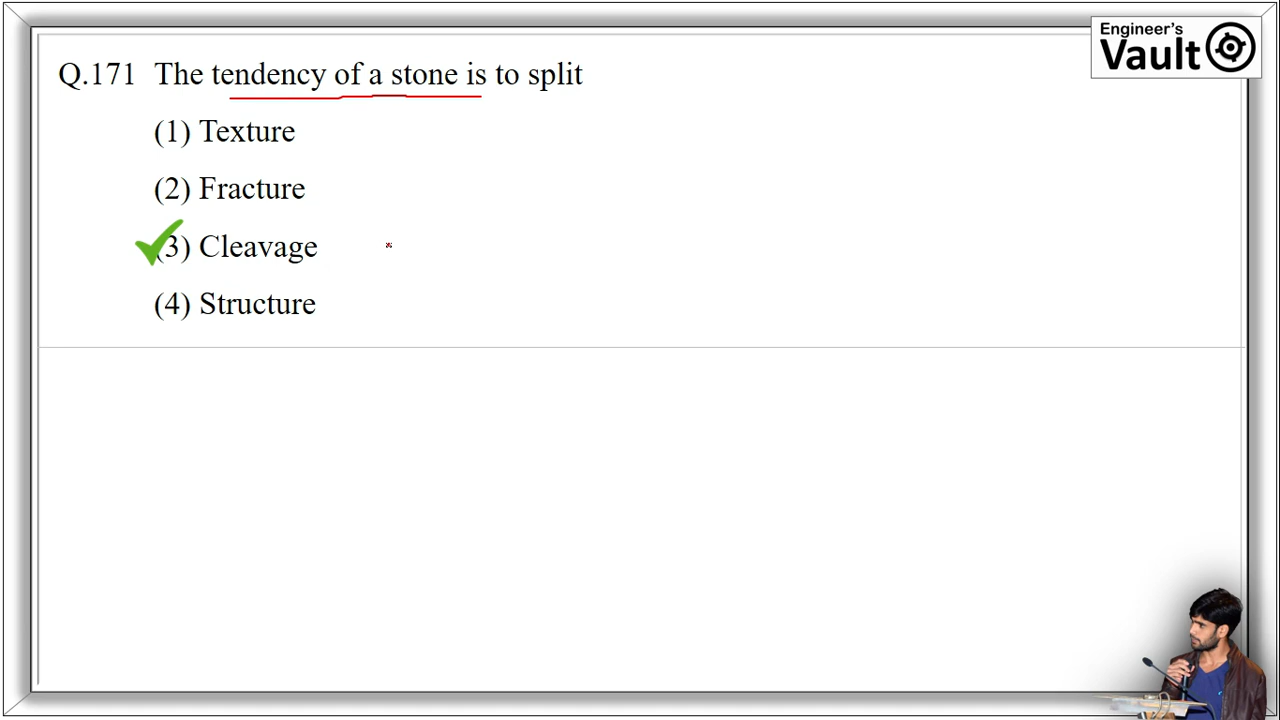 Engineer's
Vault
Q.171 The tendency of a stone is to split
(1) Texture
(2) Fracture
(3) Cleavage
(4) Structure